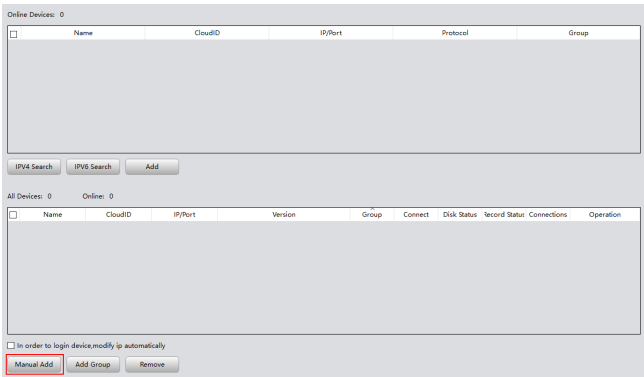 Online Devices: 0
Name CloudID IP/Port Protocol Group
IPV4 Search IPV6 Search Add
All Devices: 0 Online: 0
Name CloudID IP/Port Version Group Connect Disk Status Record Status Connections Operation
In order to login device,modify ip automatically
Manual Add Add Group Remove